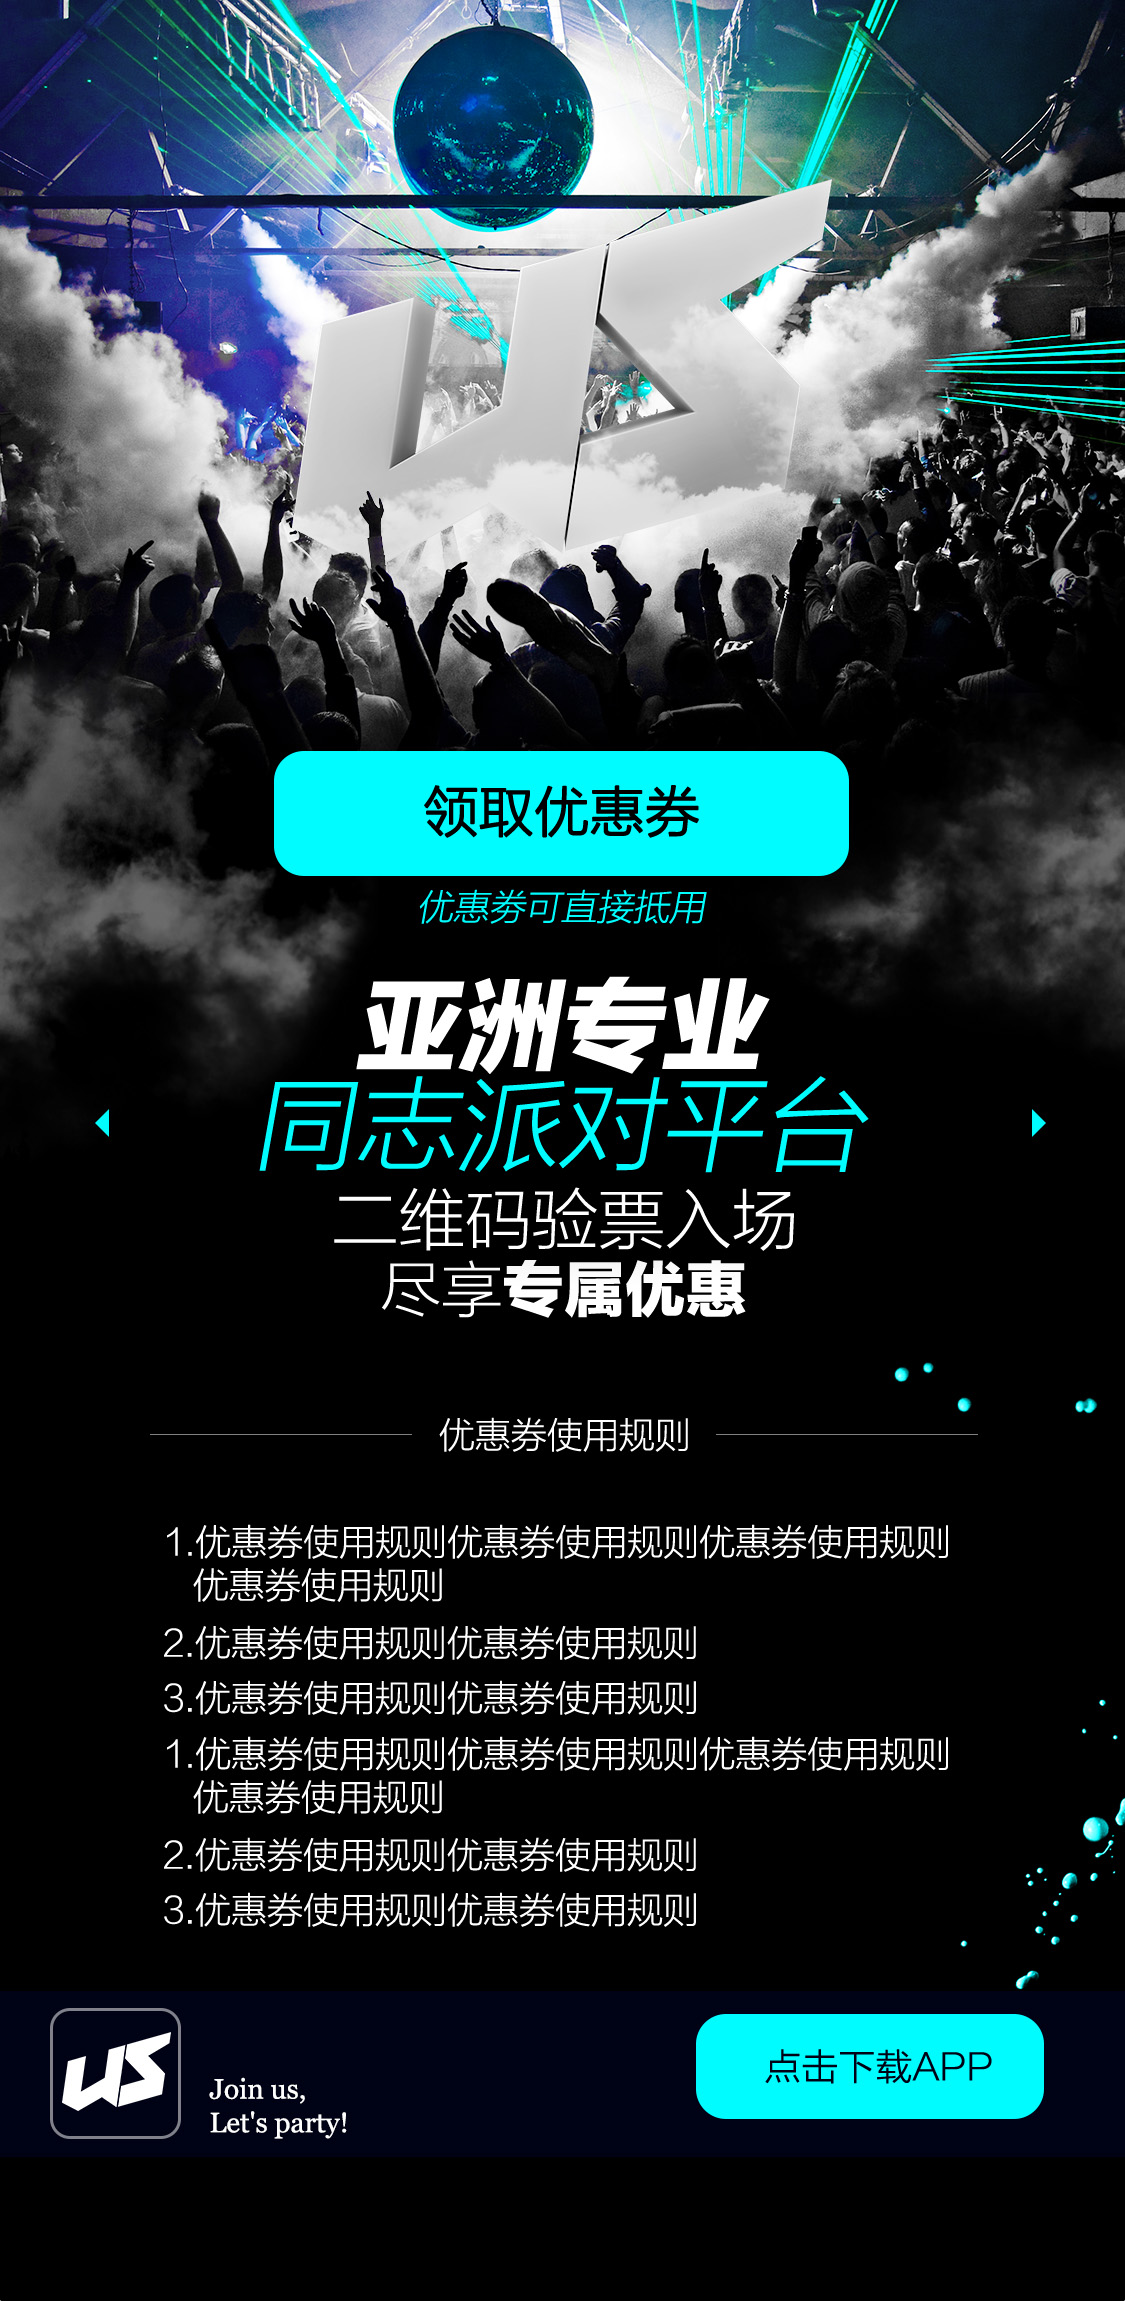 US
领取优惠券
优惠劵可直接抵用
亚洲专业
同志派对平台
二维码验票入场
尽享专属优惠
优惠券使用规则
1.优惠券使用规则优惠券使用规则优惠券使用规则
优惠券使用规则
2.优惠券使用规则优惠券使用规则
3.优惠券使用规则优惠券使用规则
1.优惠券使用规则优惠券使用规则优惠券使用规则
优惠券使用规则
2.优惠券使用规则优惠券使用规则
3.优惠券使用规则优惠券使用规则
US
Join us,
Let's party!
点击下载APP